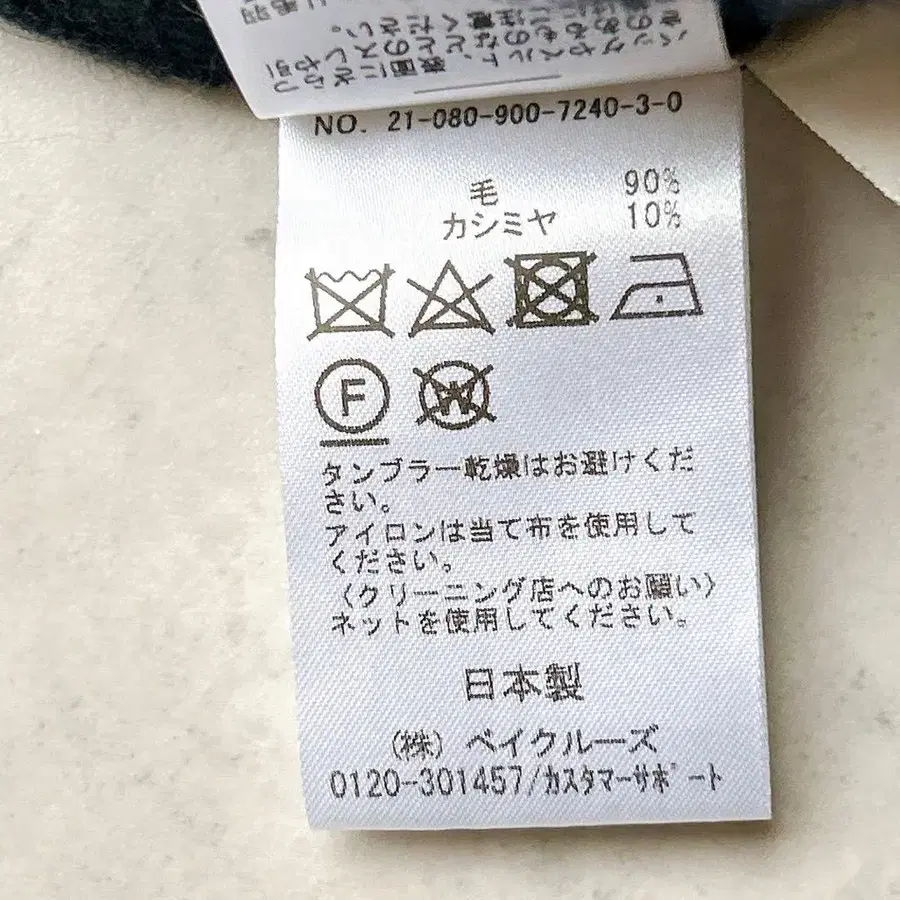 NO. 21-080-900-7240-3-0
毛 90%
カシミヤ 10%
F W
タンブラー乾燥はお避けくだ
さい。
アイロンは当て布を使用して
ください。
〈クリーニング店へのお願い〉
ネットを使用してください。
日本製
(株) ベイクルーズ
0120-301457/カスタマーサポート